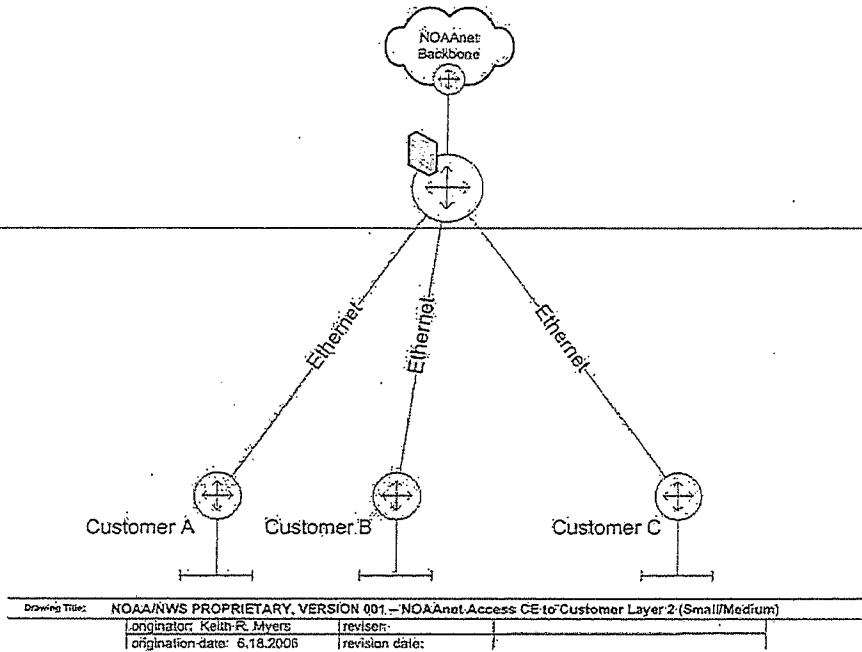 NOAAnet
Backbone
Ethernet
Ethernet
Ethernet
Customer A
Customer B
Customer C
Drawing Title: NOAA/NWS PROPRIETARY, VERSION 001 – NOAAnet Access CE to Customer Layer 2 (Small/Medium)
originator: Keith R. Myers
reviser:
origination date: 6.18.2006
revision date: